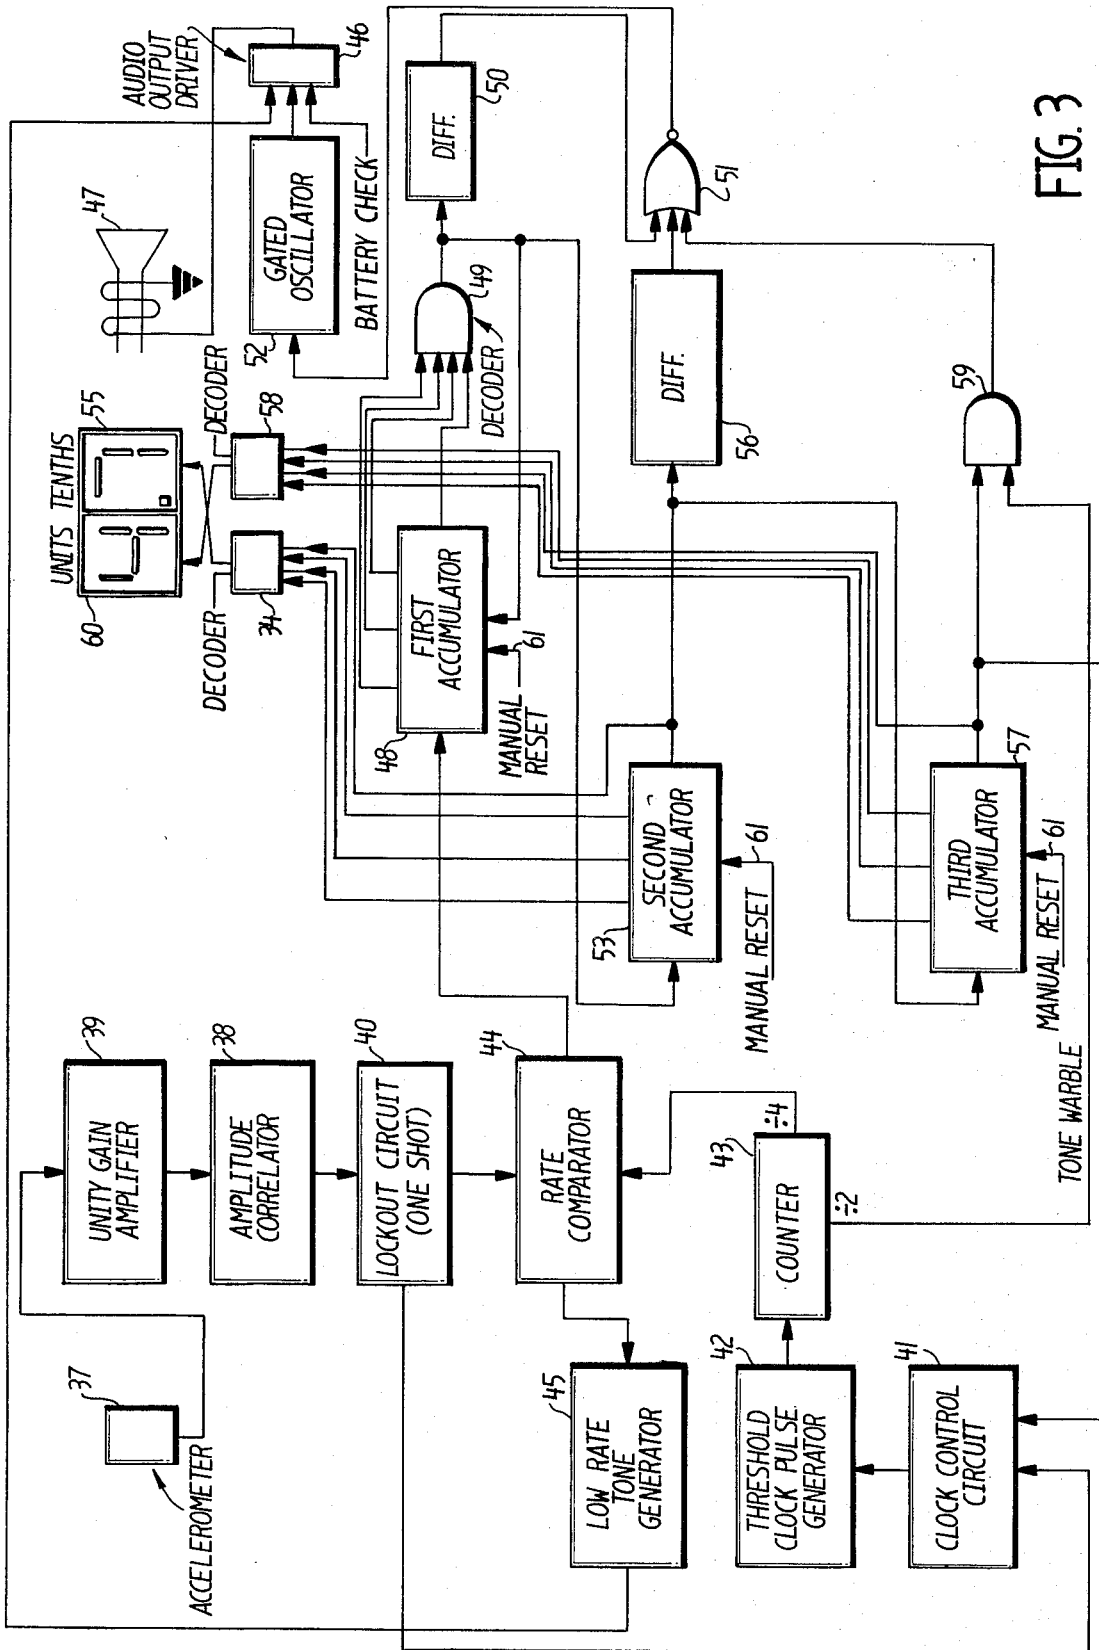 37
ACCELEROMETER
39
UNITY GAIN
AMPLIFIER
38
AMPLITUDE
CORRELATOR
40
LOCKOUT CIRCUIT
(ONE SHOT)
44
RATE
COMPARATOR
45
LOW RATE
TONE
GENERATOR
42
THRESHOLD
CLOCK PULSE
GENERATOR
41
CLOCK CONTROL
CIRCUIT
43
COUNTER
÷4
÷2
TONE WARBLE
UNITS TENTHS
60
55
DECODER
34
DECODER
58
47
AUDIO
OUTPUT
DRIVER
46
GATED
OSCILLATOR
52
BATTERY CHECK
FIRST
ACCUMULATOR
48
MANUAL
RESET
61
DECODER
49
DIFF.
50
SECOND
ACCUMULATOR
53
MANUAL RESET
61
DIFF.
56
51
THIRD
ACCUMULATOR
57
MANUAL RESET
61
59
FIG. 3